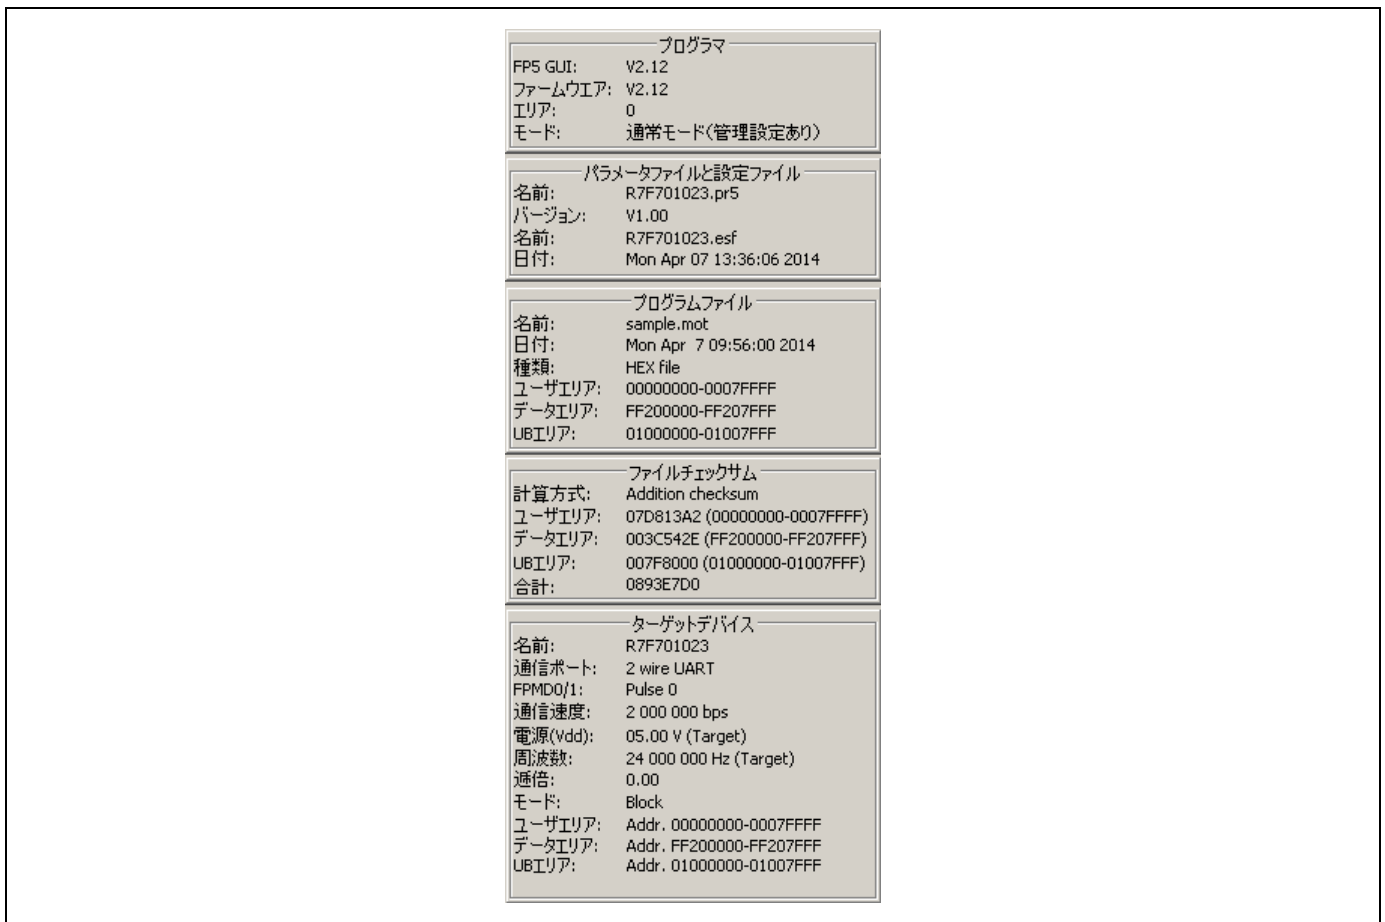 プログラマ
FP5 GUI: V2.12
ファームウエア: V2.12
エリア: 0
モード: 通常モード(管理設定あり)
パラメータファイルと設定ファイル
名前: R7F701023.pr5
バージョン: V1.00
名前: R7F701023.esf
日付: Mon Apr 07 13:36:06 2014
プログラムファイル
名前: sample.mot
日付: Mon Apr  7 09:56:00 2014
種類: HEX file
ユーザエリア: 00000000-0007FFFF
データエリア: FF200000-FF207FFF
UBエリア: 01000000-01007FFF
ファイルチェックサム
計算方式: Addition checksum
ユーザエリア: 07D813A2 (00000000-0007FFFF)
データエリア: 003C542E (FF200000-FF207FFF)
UBエリア: 007F8000 (01000000-01007FFF)
合計: 0893E7D0
ターゲットデバイス
名前: R7F701023
通信ポート: 2 wire UART
FPMD0/1: Pulse 0
通信速度: 2 000 000 bps
電源(Vdd): 05.00 V (Target)
周波数: 24 000 000 Hz (Target)
逓倍: 0.00
モード: Block
ユーザエリア: Addr. 00000000-0007FFFF
データエリア: Addr. FF200000-FF207FFF
UBエリア: Addr. 01000000-01007FFF